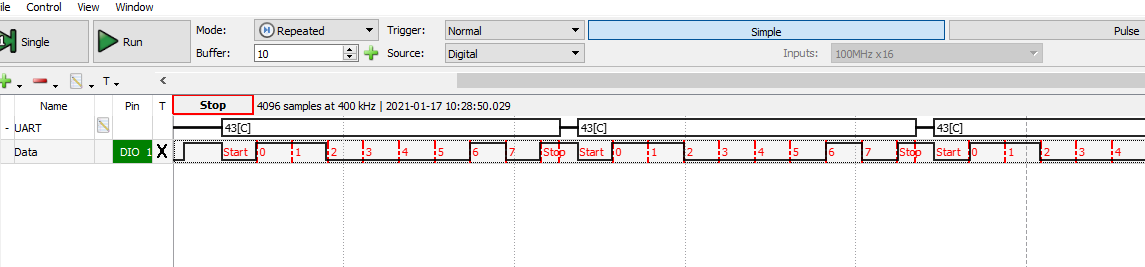 ile Control View Window
1 Single Run Mode: Repeated Trigger: Normal Simple Pulse
Buffer: 10 Source: Digital Inputs: 100MHz x16
T <
Name Pin T Stop 4096 samples at 400 kHz | 2021-01-17 10:28:50.029
- UART 43[C] 43[C] 43[C]
Data DIO 1 X Start 0 1 2 3 4 5 6 7 Stop Start 0 1 2 3 4 5 6 7 Stop Start 0 1 2 3 4